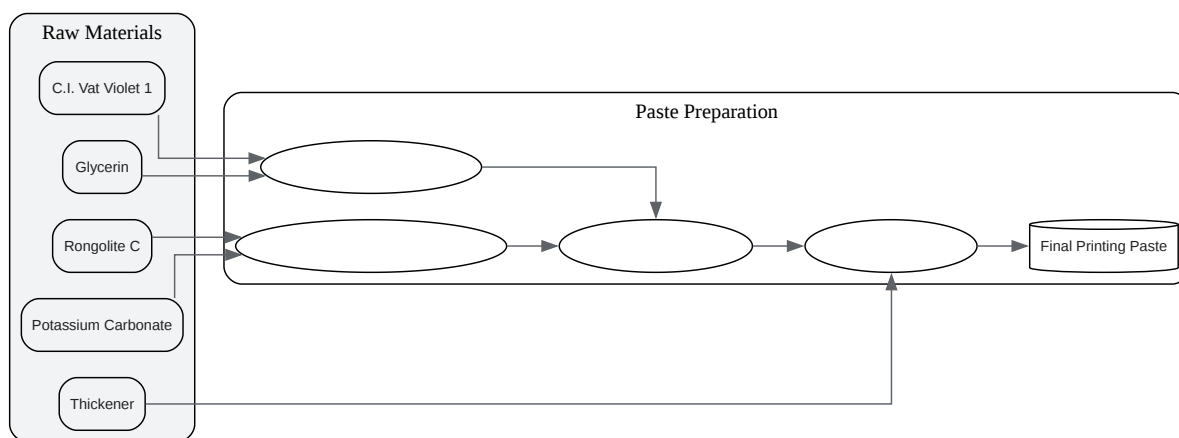 Raw Materials
C.I. Vat Violet 1
Glycerin
Rongolite C
Potassium Carbonate
Thickener
Paste Preparation
Final Printing Paste